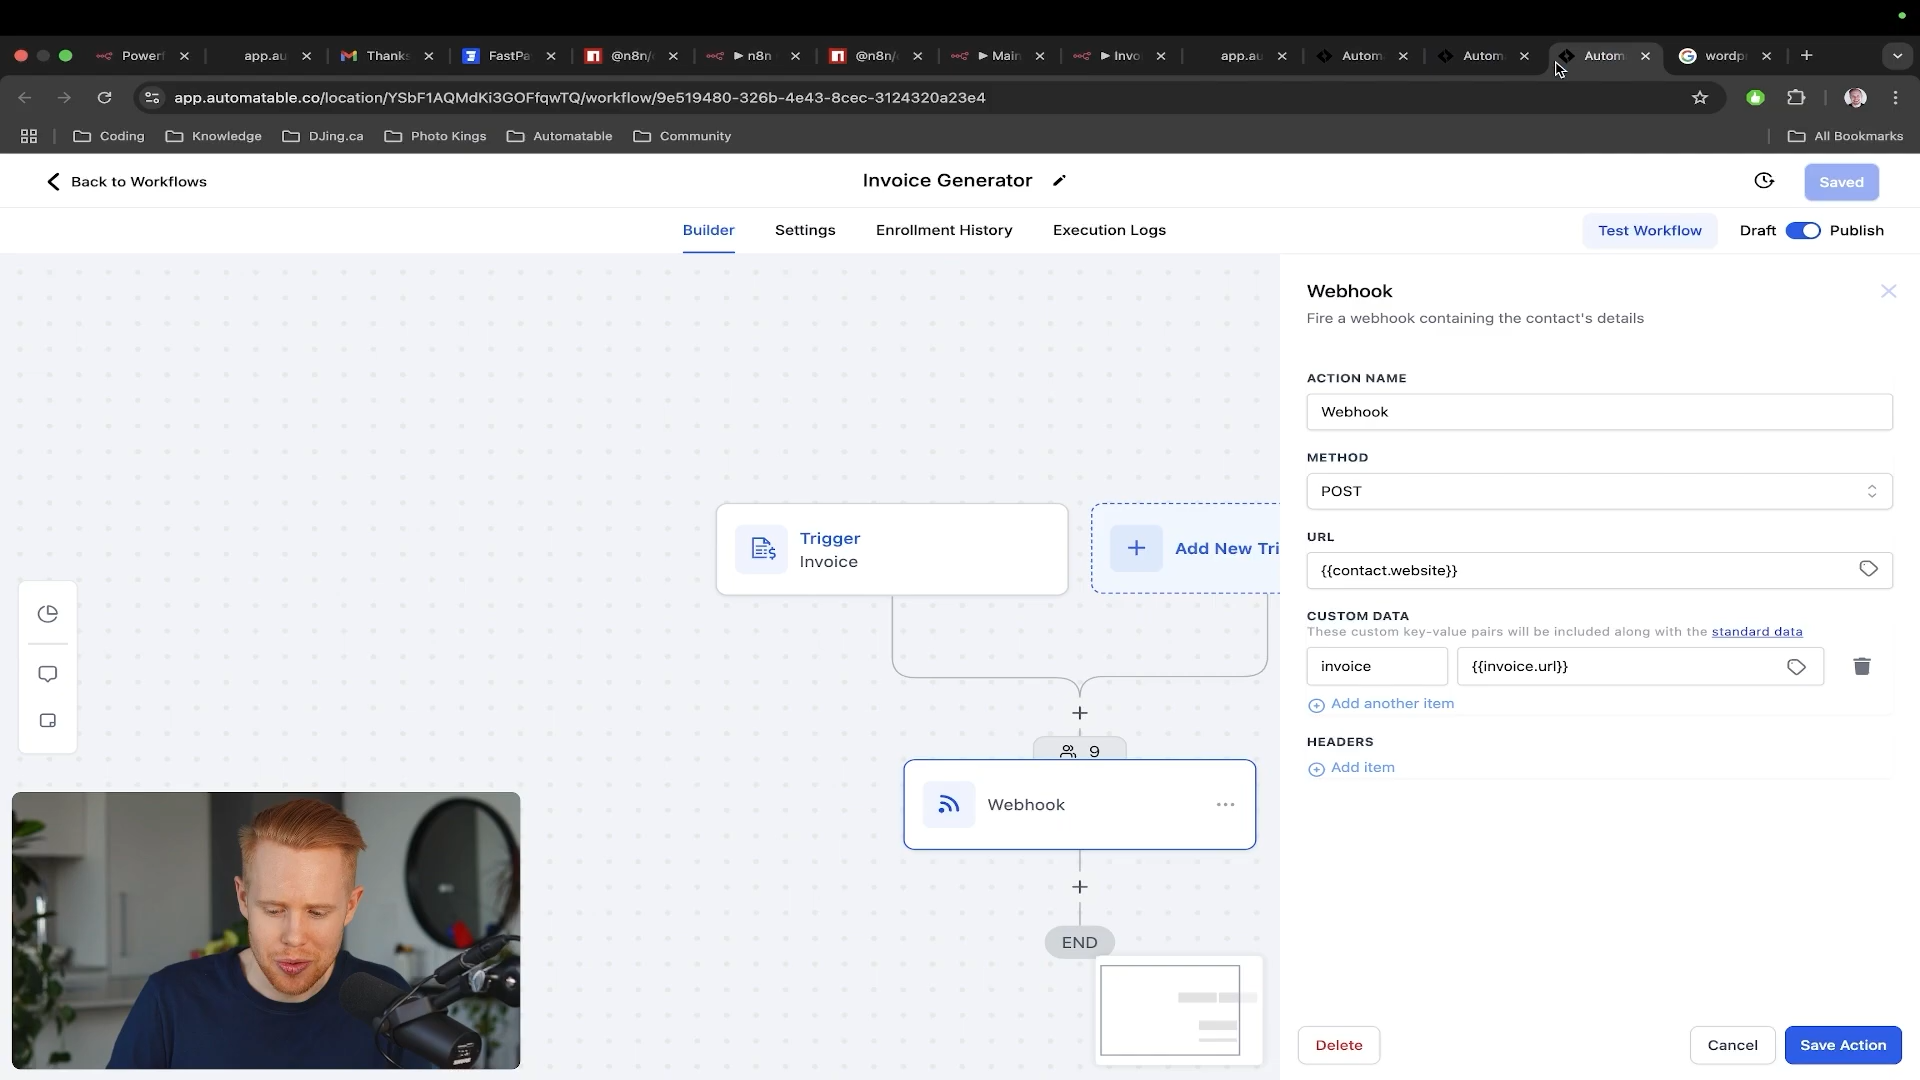 Powerf
app.au
Thanks
FastPa
@n8n/
▶ n8n
@n8n/
▶ Main
▶ Invo
app.au
Autom
Autom
Autom
wordpr
app.automatable.co/location/YSbF1AQMdKi3GOFfqwTQ/workflow/9e519480-326b-4e43-8cec-3124320a23e4
Coding
Knowledge
DJing.ca
Photo Kings
Automatable
Community
All Bookmarks
Back to Workflows
Invoice Generator
Saved
Builder
Settings
Enrollment History
Execution Logs
Test Workflow
Draft
Publish
Trigger
Invoice
Add New Tri
9
Webhook
END
Webhook
Fire a webhook containing the contact's details
ACTION NAME
Webhook
METHOD
POST
URL
{{contact.website}}
CUSTOM DATA
These custom key-value pairs will be included along with the standard data
invoice
{{invoice.url}}
Add another item
HEADERS
Add item
Delete
Cancel
Save Action